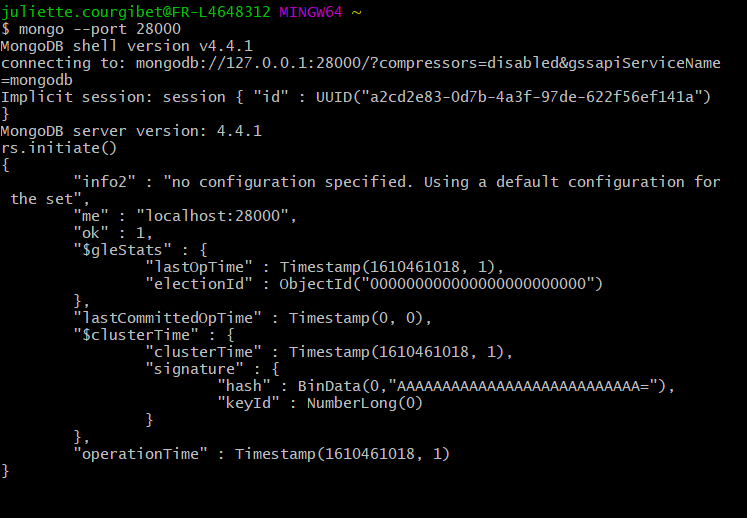 juliette.courgibet@FR-L4648312 MINGW64 ~
$ mongo --port 28000
MongoDB shell version v4.4.1
connecting to: mongodb://127.0.0.1:28000/?compressors=disabled&gssapiServiceName
=mongodb
Implicit session: session { "id" : UUID("a2cd2e83-0d7b-4a3f-97de-622f56ef141a")
}
MongoDB server version: 4.4.1
rs.initiate()
{
        "info2" : "no configuration specified. Using a default configuration for
 the set",
        "me" : "localhost:28000",
        "ok" : 1,
        "$gleStats" : {
                "lastOpTime" : Timestamp(1610461018, 1),
                "electionId" : ObjectId("000000000000000000000000")
        },
        "lastCommittedOpTime" : Timestamp(0, 0),
        "$clusterTime" : {
                "clusterTime" : Timestamp(1610461018, 1),
                "signature" : {
                        "hash" : BinData(0,"AAAAAAAAAAAAAAAAAAAAAAAAAAA="),
                        "keyId" : NumberLong(0)
                }
        },
        "operationTime" : Timestamp(1610461018, 1)
}